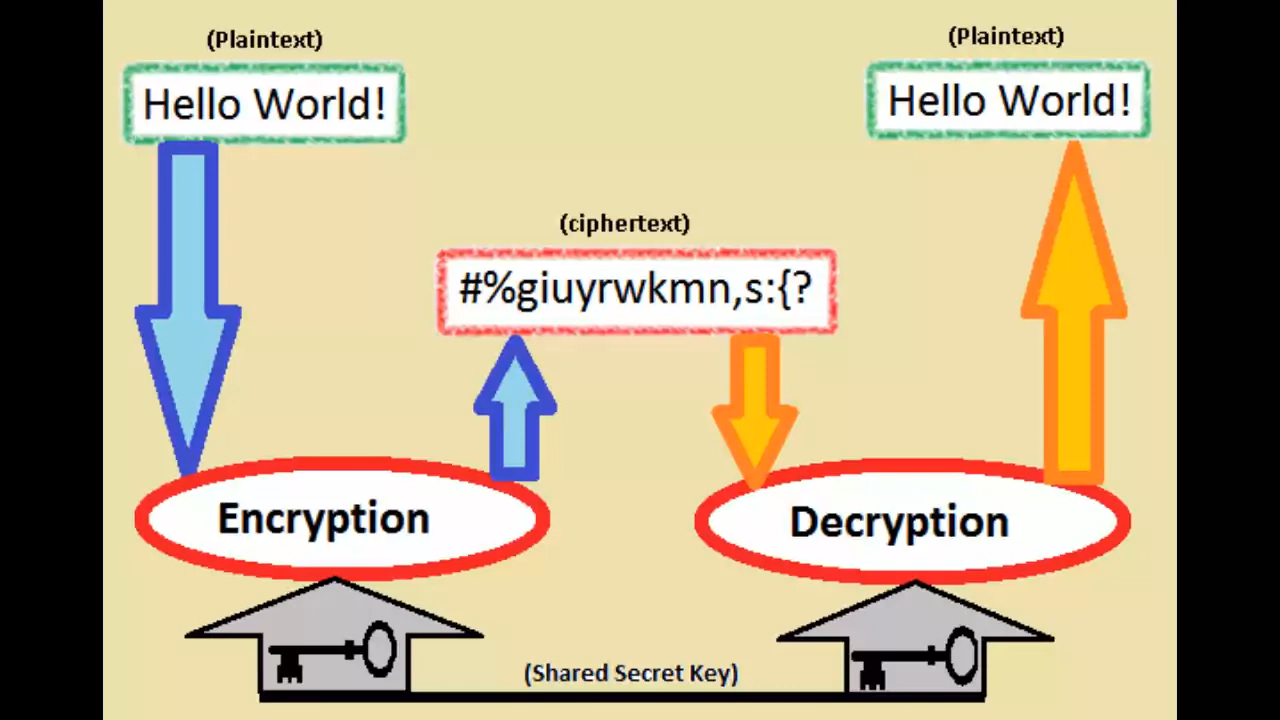 (Plaintext)
Hello World!
(Plaintext)
Hello World!
(ciphertext)
#%giuyrwkmn,s:{?
Encryption
Decryption
(Shared Secret Key)